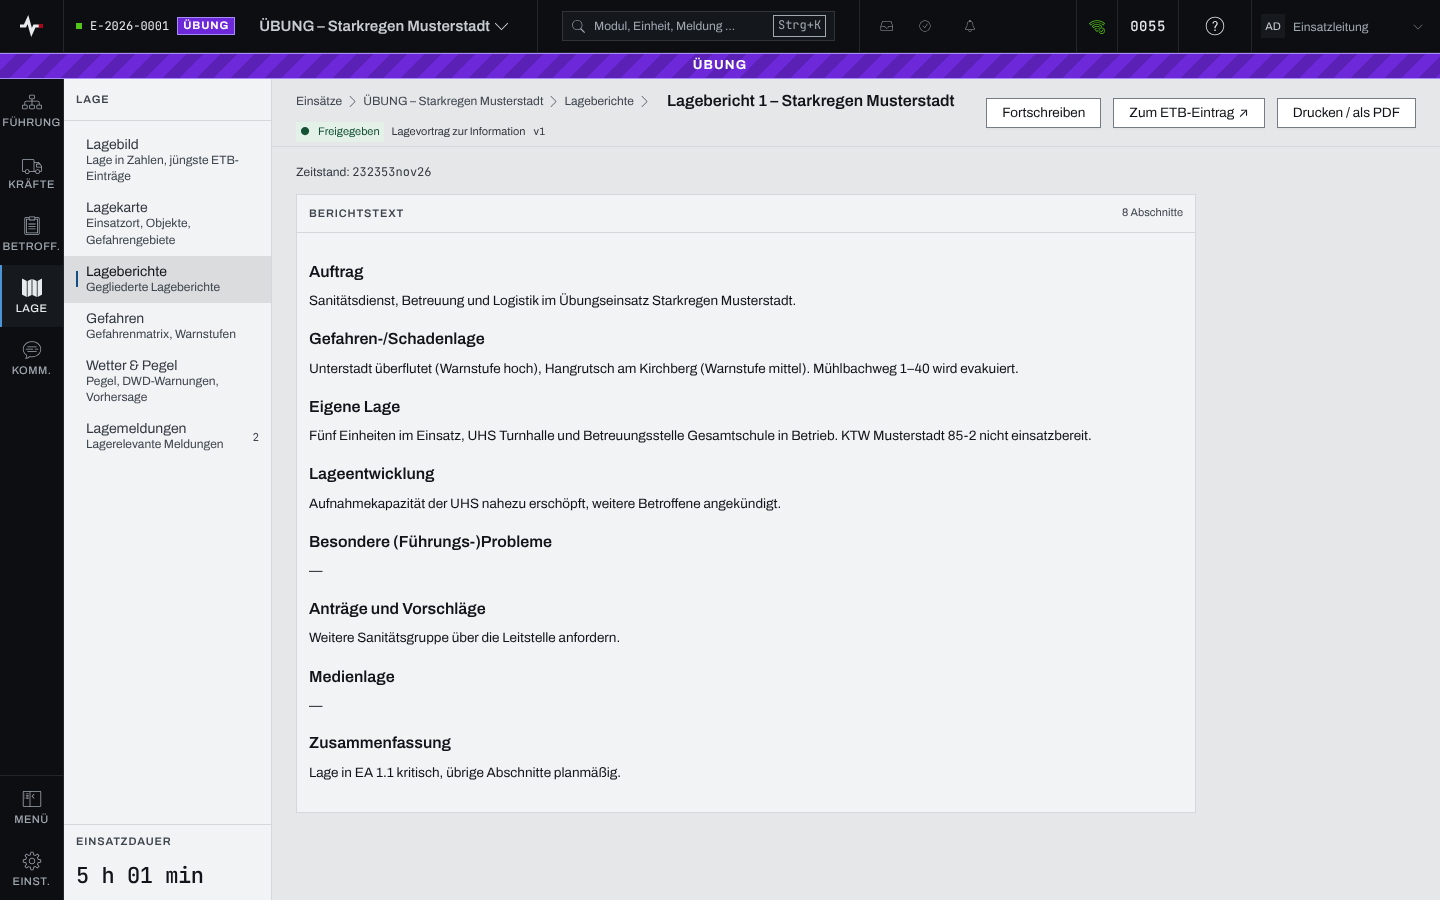 E-2026-0001 ÜBUNG ÜBUNG – Starkregen Musterstadt Modul, Einheit, Meldung ... Strg+K 0055 ? AD Einsatzleitung
ÜBUNG
FÜHRUNG
KRÄFTE
BETROFF.
LAGE
KOMM.
MENÜ
EINST.
LAGE
Lagebild
Lage in Zahlen, jüngste ETB-
Einträge
Lagekarte
Einsatzort, Objekte,
Gefahrengebiete
Lageberichte
Gegliederte Lageberichte
Gefahren
Gefahrenmatrix, Warnstufen
Wetter & Pegel
Pegel, DWD-Warnungen,
Vorhersage
Lagemeldungen
Lagerelevante Meldungen 2
EINSATZDAUER
5 h 01 min
Einsätze ÜBUNG – Starkregen Musterstadt Lageberichte Lagebericht 1 – Starkregen Musterstadt
Freigegeben Lagevortrag zur Information v1
Fortschreiben Zum ETB-Eintrag ↗ Drucken / als PDF
Zeitstand: 232353nov26
BERICHTSTEXT 8 Abschnitte
Auftrag
Sanitätsdienst, Betreuung und Logistik im Übungseinsatz Starkregen Musterstadt.
Gefahren-/Schadenlage
Unterstadt überflutet (Warnstufe hoch), Hangrutsch am Kirchberg (Warnstufe mittel). Mühlbachweg 1–40 wird evakuiert.
Eigene Lage
Fünf Einheiten im Einsatz, UHS Turnhalle und Betreuungsstelle Gesamtschule in Betrieb. KTW Musterstadt 85-2 nicht einsatzbereit.
Lageentwicklung
Aufnahmekapazität der UHS nahezu erschöpft, weitere Betroffene angekündigt.
Besondere (Führungs-)Probleme
—
Anträge und Vorschläge
Weitere Sanitätsgruppe über die Leitstelle anfordern.
Medienlage
—
Zusammenfassung
Lage in EA 1.1 kritisch, übrige Abschnitte planmäßig.